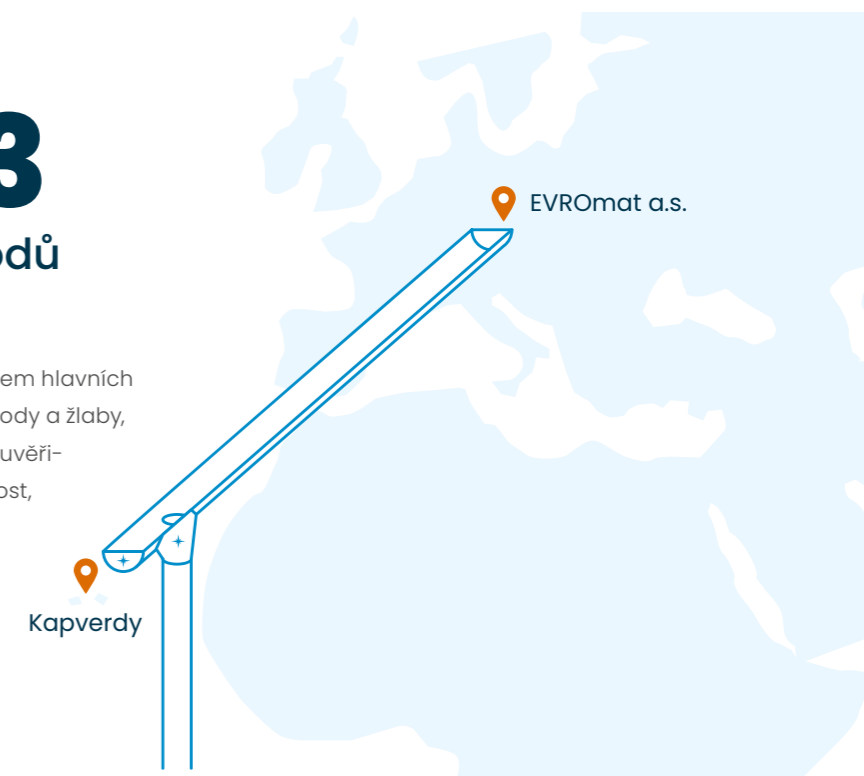 3
odů
em hlavních
ody a žlaby,
uvěři-
ost,
EVROmat a.s.
Kapverdy